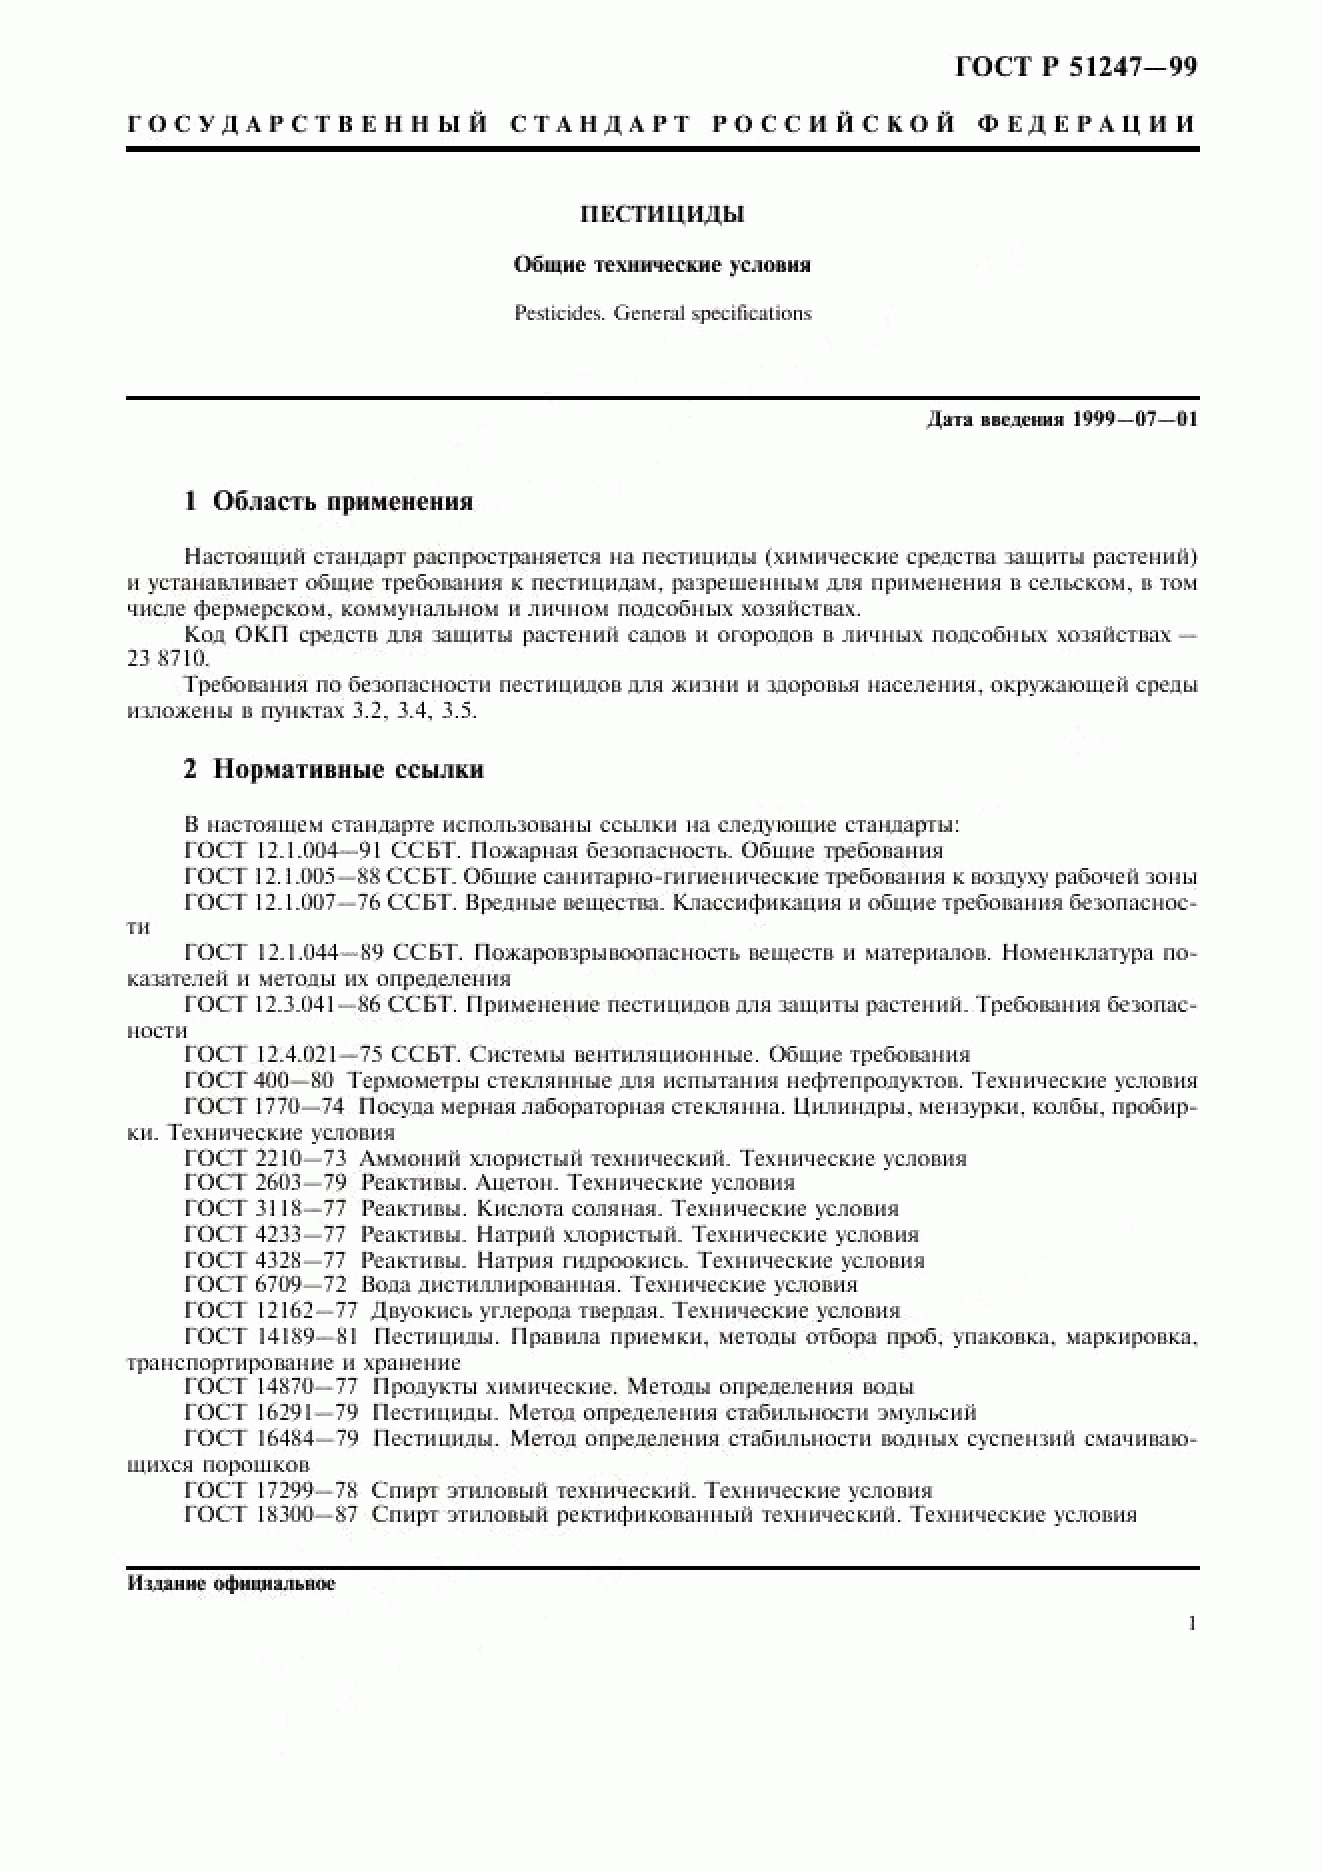 ГОСТ Р 51247—99
ГОСУДАРСТВЕННЫЙ СТАНДАРТ РОССИЙСКОЙ ФЕДЕРАЦИИ
ПЕСТИЦИДЫ
Общие технические условия
Pesticides. General specifications
Дата введения 1999—07—01
1 Область применения
Настоящий стандарт распространяется на пестициды (химические средства защиты растений)
и устанавливает общие требования к пестицидам, разрешенным для применения в сельском, в том
числе фермерском, коммунальном и личном подсобных хозяйствах.
Код ОКП средств для защиты растений садов и огородов в личных подсобных хозяйствах —
23 8710.
Требования по безопасности пестицидов для жизни и здоровья населения, окружающей среды
изложены в пунктах 3.2, 3.4, 3.5.
2 Нормативные ссылки
В настоящем стандарте использованы ссылки на следующие стандарты:
ГОСТ 12.1.004—91 ССБТ. Пожарная безопасность. Общие требования
ГОСТ 12.1.005—88 ССБТ. Общие санитарно-гигиенические требования к воздуху рабочей зоны
ГОСТ 12.1.007—76 ССБТ. Вредные вещества. Классификация и общие требования безопаснос-
ти
ГОСТ 12.1.044—89 ССБТ. Пожаровзрывоопасность веществ и материалов. Номенклатура по-
казателей и методы их определения
ГОСТ 12.3.041—86 ССБТ. Применение пестицидов для защиты растений. Требования безопас-
ности
ГОСТ 12.4.021—75 ССБТ. Системы вентиляционные. Общие требования
ГОСТ 400—80 Термометры стеклянные для испытания нефтепродуктов. Технические условия
ГОСТ 1770—74 Посуда мерная лабораторная стеклянна. Цилиндры, мензурки, колбы, пробир-
ки. Технические условия
ГОСТ 2210—73 Аммоний хлористый технический. Технические условия
ГОСТ 2603—79 Реактивы. Ацетон. Технические условия
ГОСТ 3118—77 Реактивы. Кислота соляная. Технические условия
ГОСТ 4233—77 Реактивы. Натрий хлористый. Технические условия
ГОСТ 4328—77 Реактивы. Натрия гидроокись. Технические условия
ГОСТ 6709—72 Вода дистиллированная. Технические условия
ГОСТ 12162—77 Двуокись углерода твердая. Технические условия
ГОСТ 14189—81 Пестициды. Правила приемки, методы отбора проб, упаковка, маркировка,
транспортирование и хранение
ГОСТ 14870—77 Продукты химические. Методы определения воды
ГОСТ 16291—79 Пестициды. Метод определения стабильности эмульсий
ГОСТ 16484—79 Пестициды. Метод определения стабильности водных суспензий смачиваю-
щихся порошков
ГОСТ 17299—78 Спирт этиловый технический. Технические условия
ГОСТ 18300—87 Спирт этиловый ректификованный технический. Технические условия
Издание официальное
1